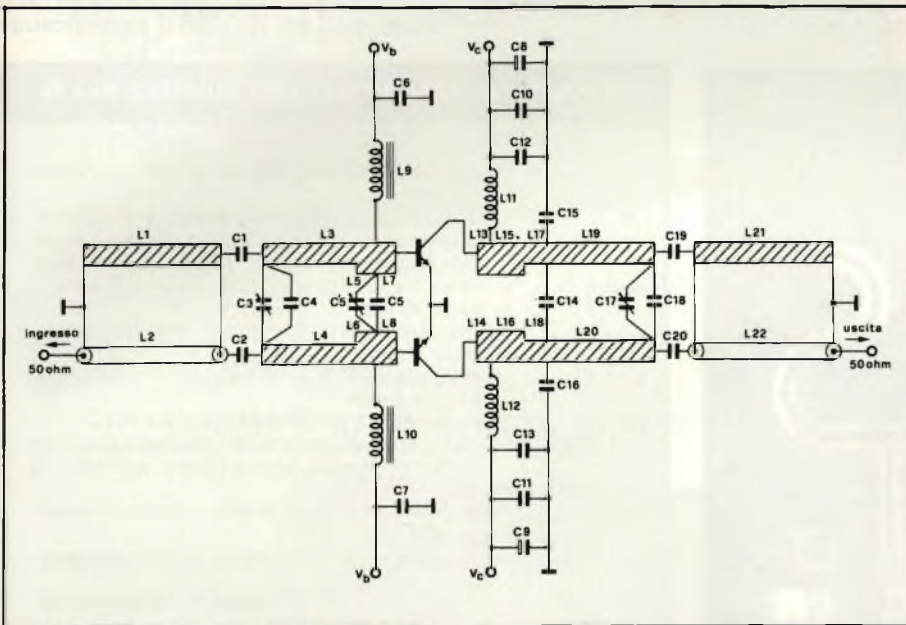 Vb
Vc
C8
C6
C10
C12
L9
L11
C15
L1
C1
L3
L13
L15.
L17
L19
C19
L21
C3
C4
L5
L7
C5
C5
C14
C17
C18
L6
L8
ingresso
L2
C2
L4
L14
L16
L18
L20
C20
L22
uscita
50ohm
50ohm
C16
L12
L10
C13
C7
C11
C9
Vb
Vc